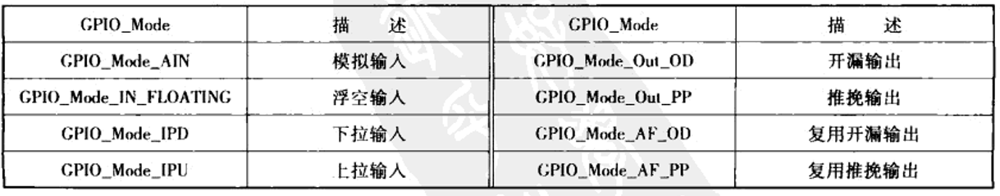 GPIO_Mode 描 述 GPIO_Mode 描 述
GPIO_Mode_AIN 模拟输入 GPIO_Mode_Out_OD 开漏输出
GPIO_Mode_IN_FLOATING 浮空输入 GPIO_Mode_Out_PP 推挽输出
GPIO_Mode_IPD 下拉输入 GPIO_Mode_AF_OD 复用开漏输出
GPIO_Mode_IPU 上拉输入 GPIO_Mode_AF_PP 复用推挽输出